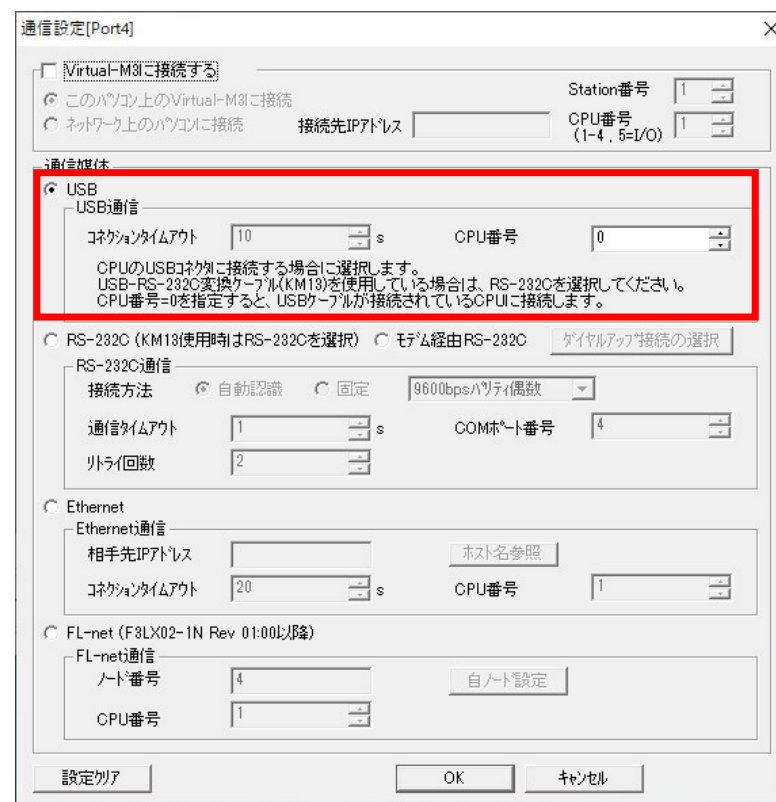 通信設定[Port4]
Virtual-M3に接続する
このパソコン上のVirtual-M3に接続
ネットワーク上のパソコンに接続 接続先IPアドレス
Station番号 1
CPU番号 1
(1-4 , 5=I/O)
通信媒体
USB
USB通信
コネクションタイムアウト 10 s CPU番号 0
CPUのUSBコネクタに接続する場合に選択します。
USB-RS-232C変換ケーブル(KM13)を使用している場合は、RS-232Cを選択してください。
CPU番号=0を指定すると、USBケーブルが接続されているCPUに接続します。
RS-232C (KM13使用時はRS-232Cを選択) モデム経由RS-232C ダイヤルアップ接続の選択
RS-232C通信
接続方法 自動認識 固定 9600bpsパリティ偶数
通信タイムアウト 1 s COMポート番号 4
リトライ回数 2
Ethernet
Ethernet通信
相手先IPアドレス ホスト名参照
コネクションタイムアウト 20 s CPU番号 1
FL-net (F3LX02-1N Rev 01:00以降)
FL-net通信
ノード番号 4 自ノード設定
CPU番号 1
設定クリア OK キャンセル